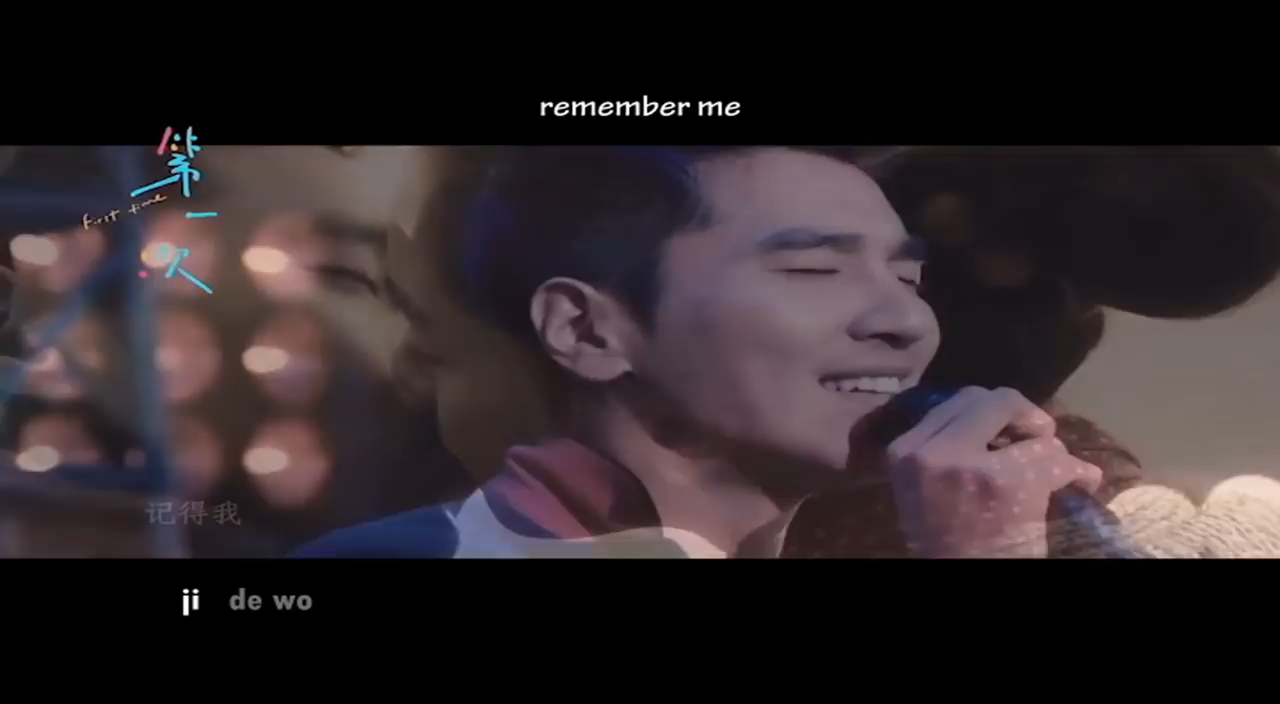 remember me
第一次
first time
记得我
ji de wo